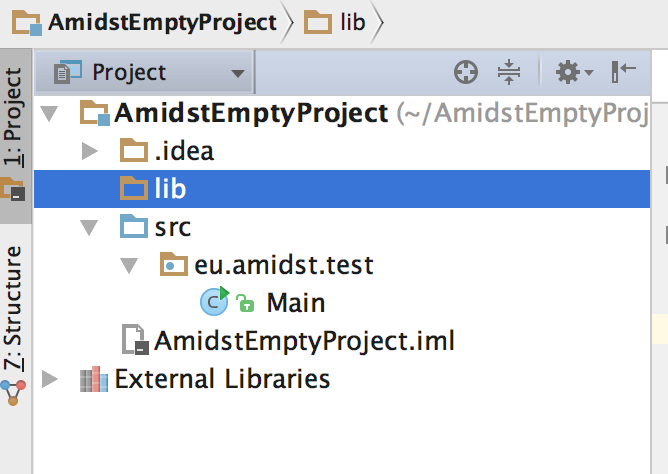 AmidstEmptyProject lib
1: Project
Project
AmidstEmptyProject (~/AmidstEmptyProj
.idea
lib
src
eu.amidst.test
C Main
AmidstEmptyProject.iml
External Libraries
Z: Structure